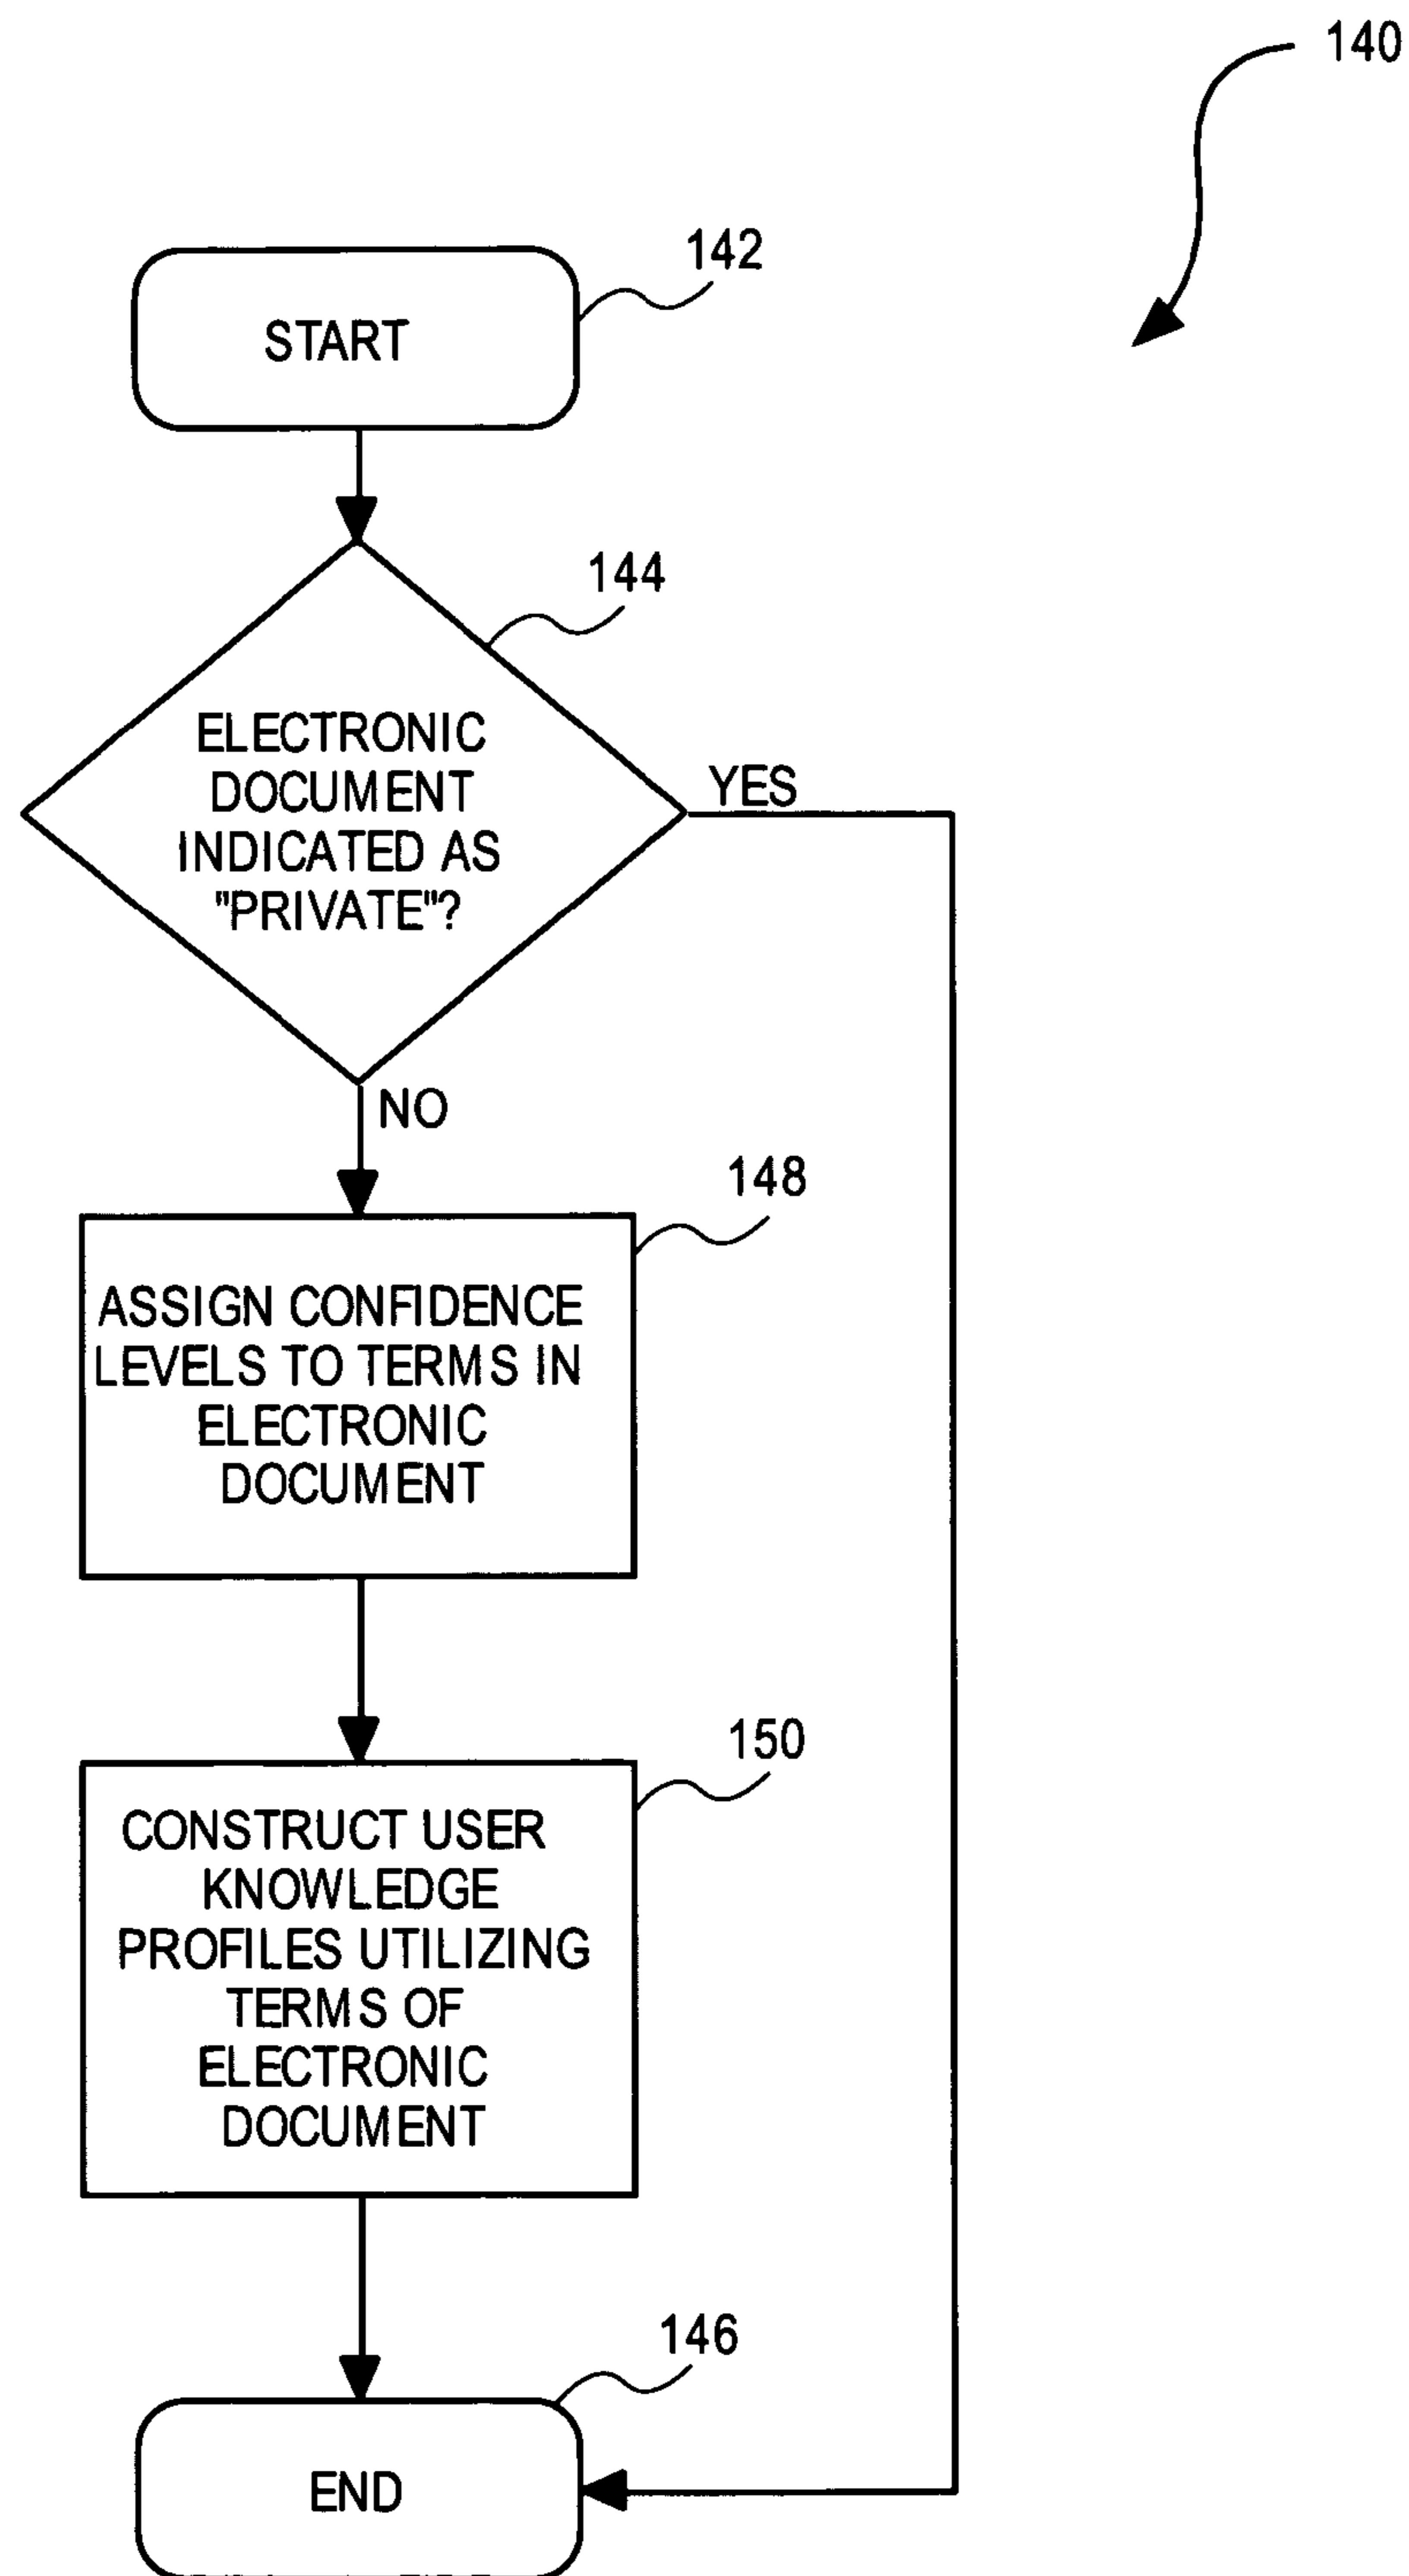 140
142
START
144
ELECTRONIC
DOCUMENT
INDICATED AS
"PRIVATE"?
YES
NO
148
ASSIGN CONFIDENCE
LEVELS TO TERMS IN
ELECTRONIC
DOCUMENT
150
CONSTRUCT USER
KNOWLEDGE
PROFILES UTILIZING
TERMS OF
ELECTRONIC
DOCUMENT
146
END